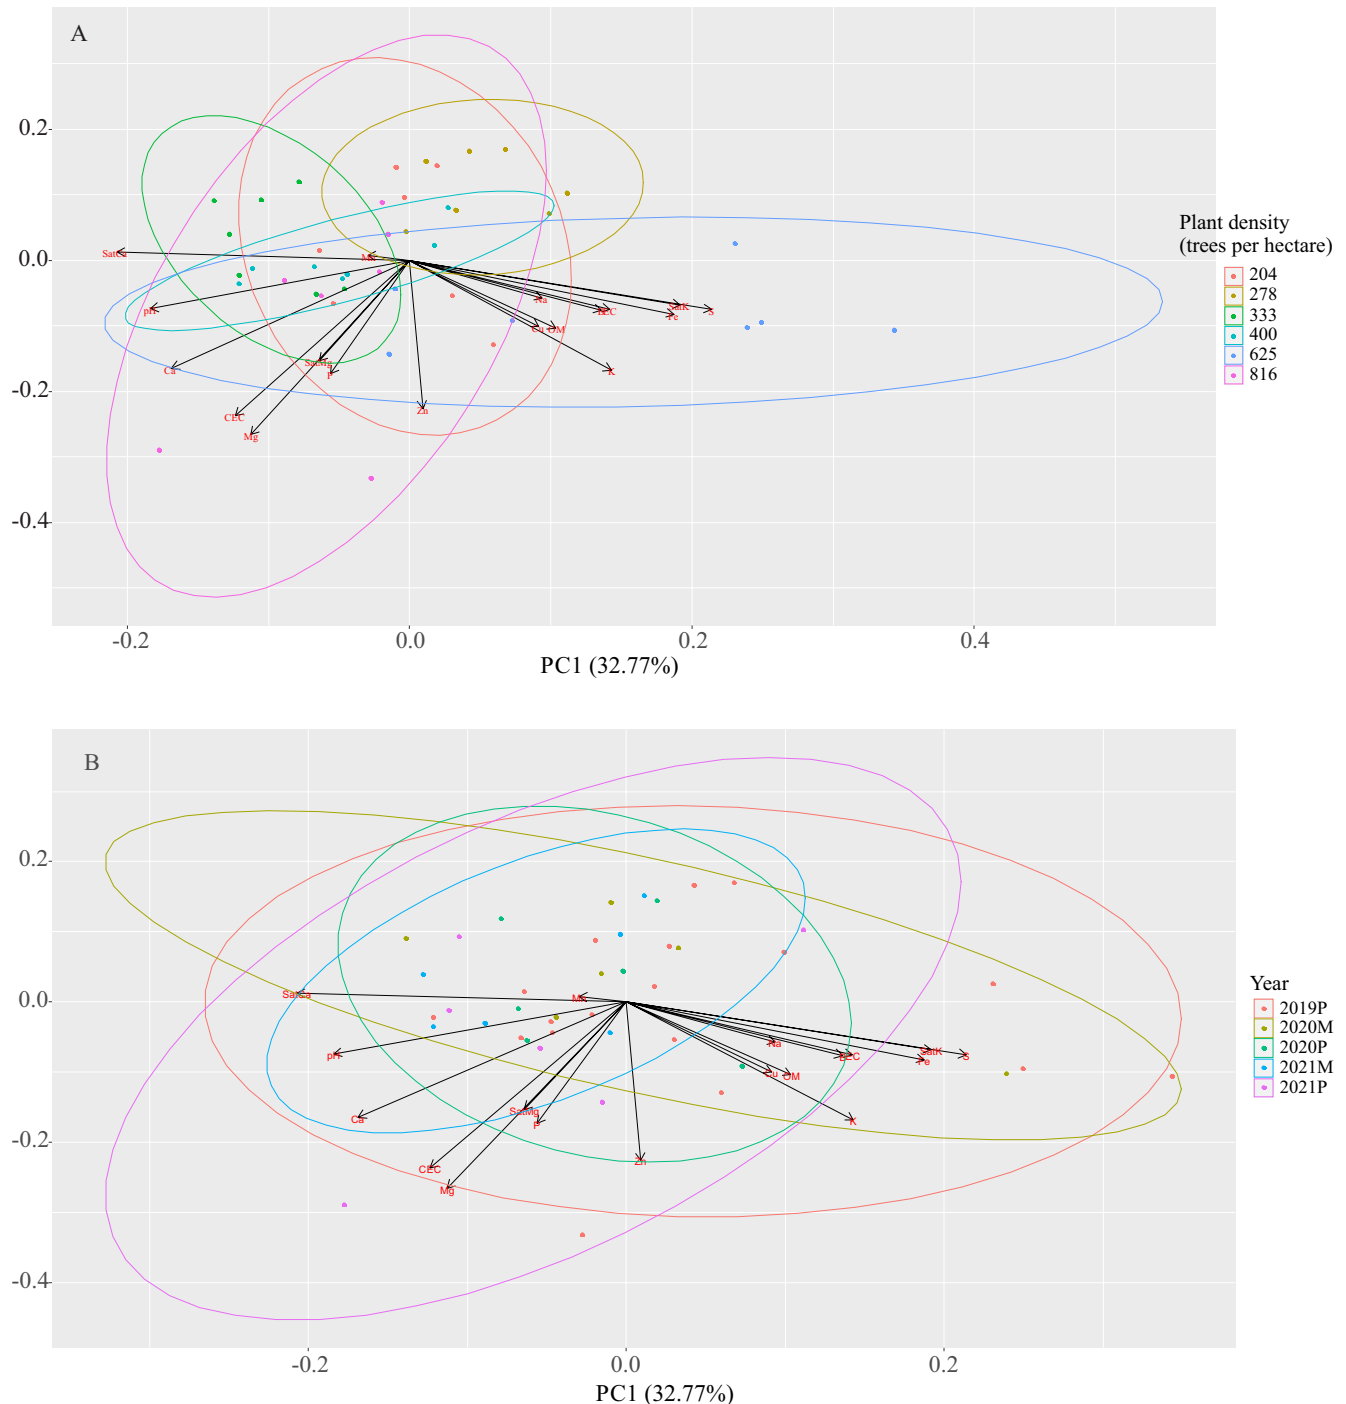 A
0.2
0.0
-0.2
-0.4
SatCa
Mn
pH
Ca
SatMg
P
CEC
Mg
Zn
Na
EC
Cu
OM
SatK
Fe
S
K
-0.2
0.0
0.2
0.4
PC1 (32.77%)
Plant density
(trees per hectare)
204
278
333
400
625
816
B
0.2
0.0
-0.2
-0.4
SatCa
Mn
pH
Ca
SatMg
P
CEC
Mg
Zn
Na
EC
Cu
OM
SatK
Fe
S
K
-0.2
0.0
0.2
PC1 (32.77%)
Year
2019P
2020M
2020P
2021M
2021P